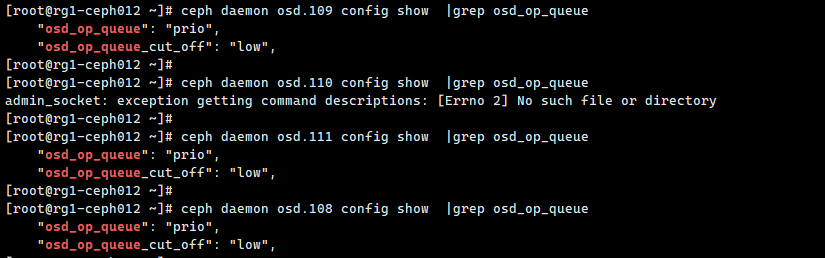 [root@rg1-ceph012 ~]# ceph daemon osd.109 config show  |grep osd_op_queue
    "osd_op_queue": "prio",
    "osd_op_queue_cut_off": "low",
[root@rg1-ceph012 ~]#
[root@rg1-ceph012 ~]# ceph daemon osd.110 config show  |grep osd_op_queue
admin_socket: exception getting command descriptions: [Errno 2] No such file or directory
[root@rg1-ceph012 ~]#
[root@rg1-ceph012 ~]# ceph daemon osd.111 config show  |grep osd_op_queue
    "osd_op_queue": "prio",
    "osd_op_queue_cut_off": "low",
[root@rg1-ceph012 ~]#
[root@rg1-ceph012 ~]# ceph daemon osd.108 config show  |grep osd_op_queue
    "osd_op_queue": "prio",
    "osd_op_queue_cut_off": "low",